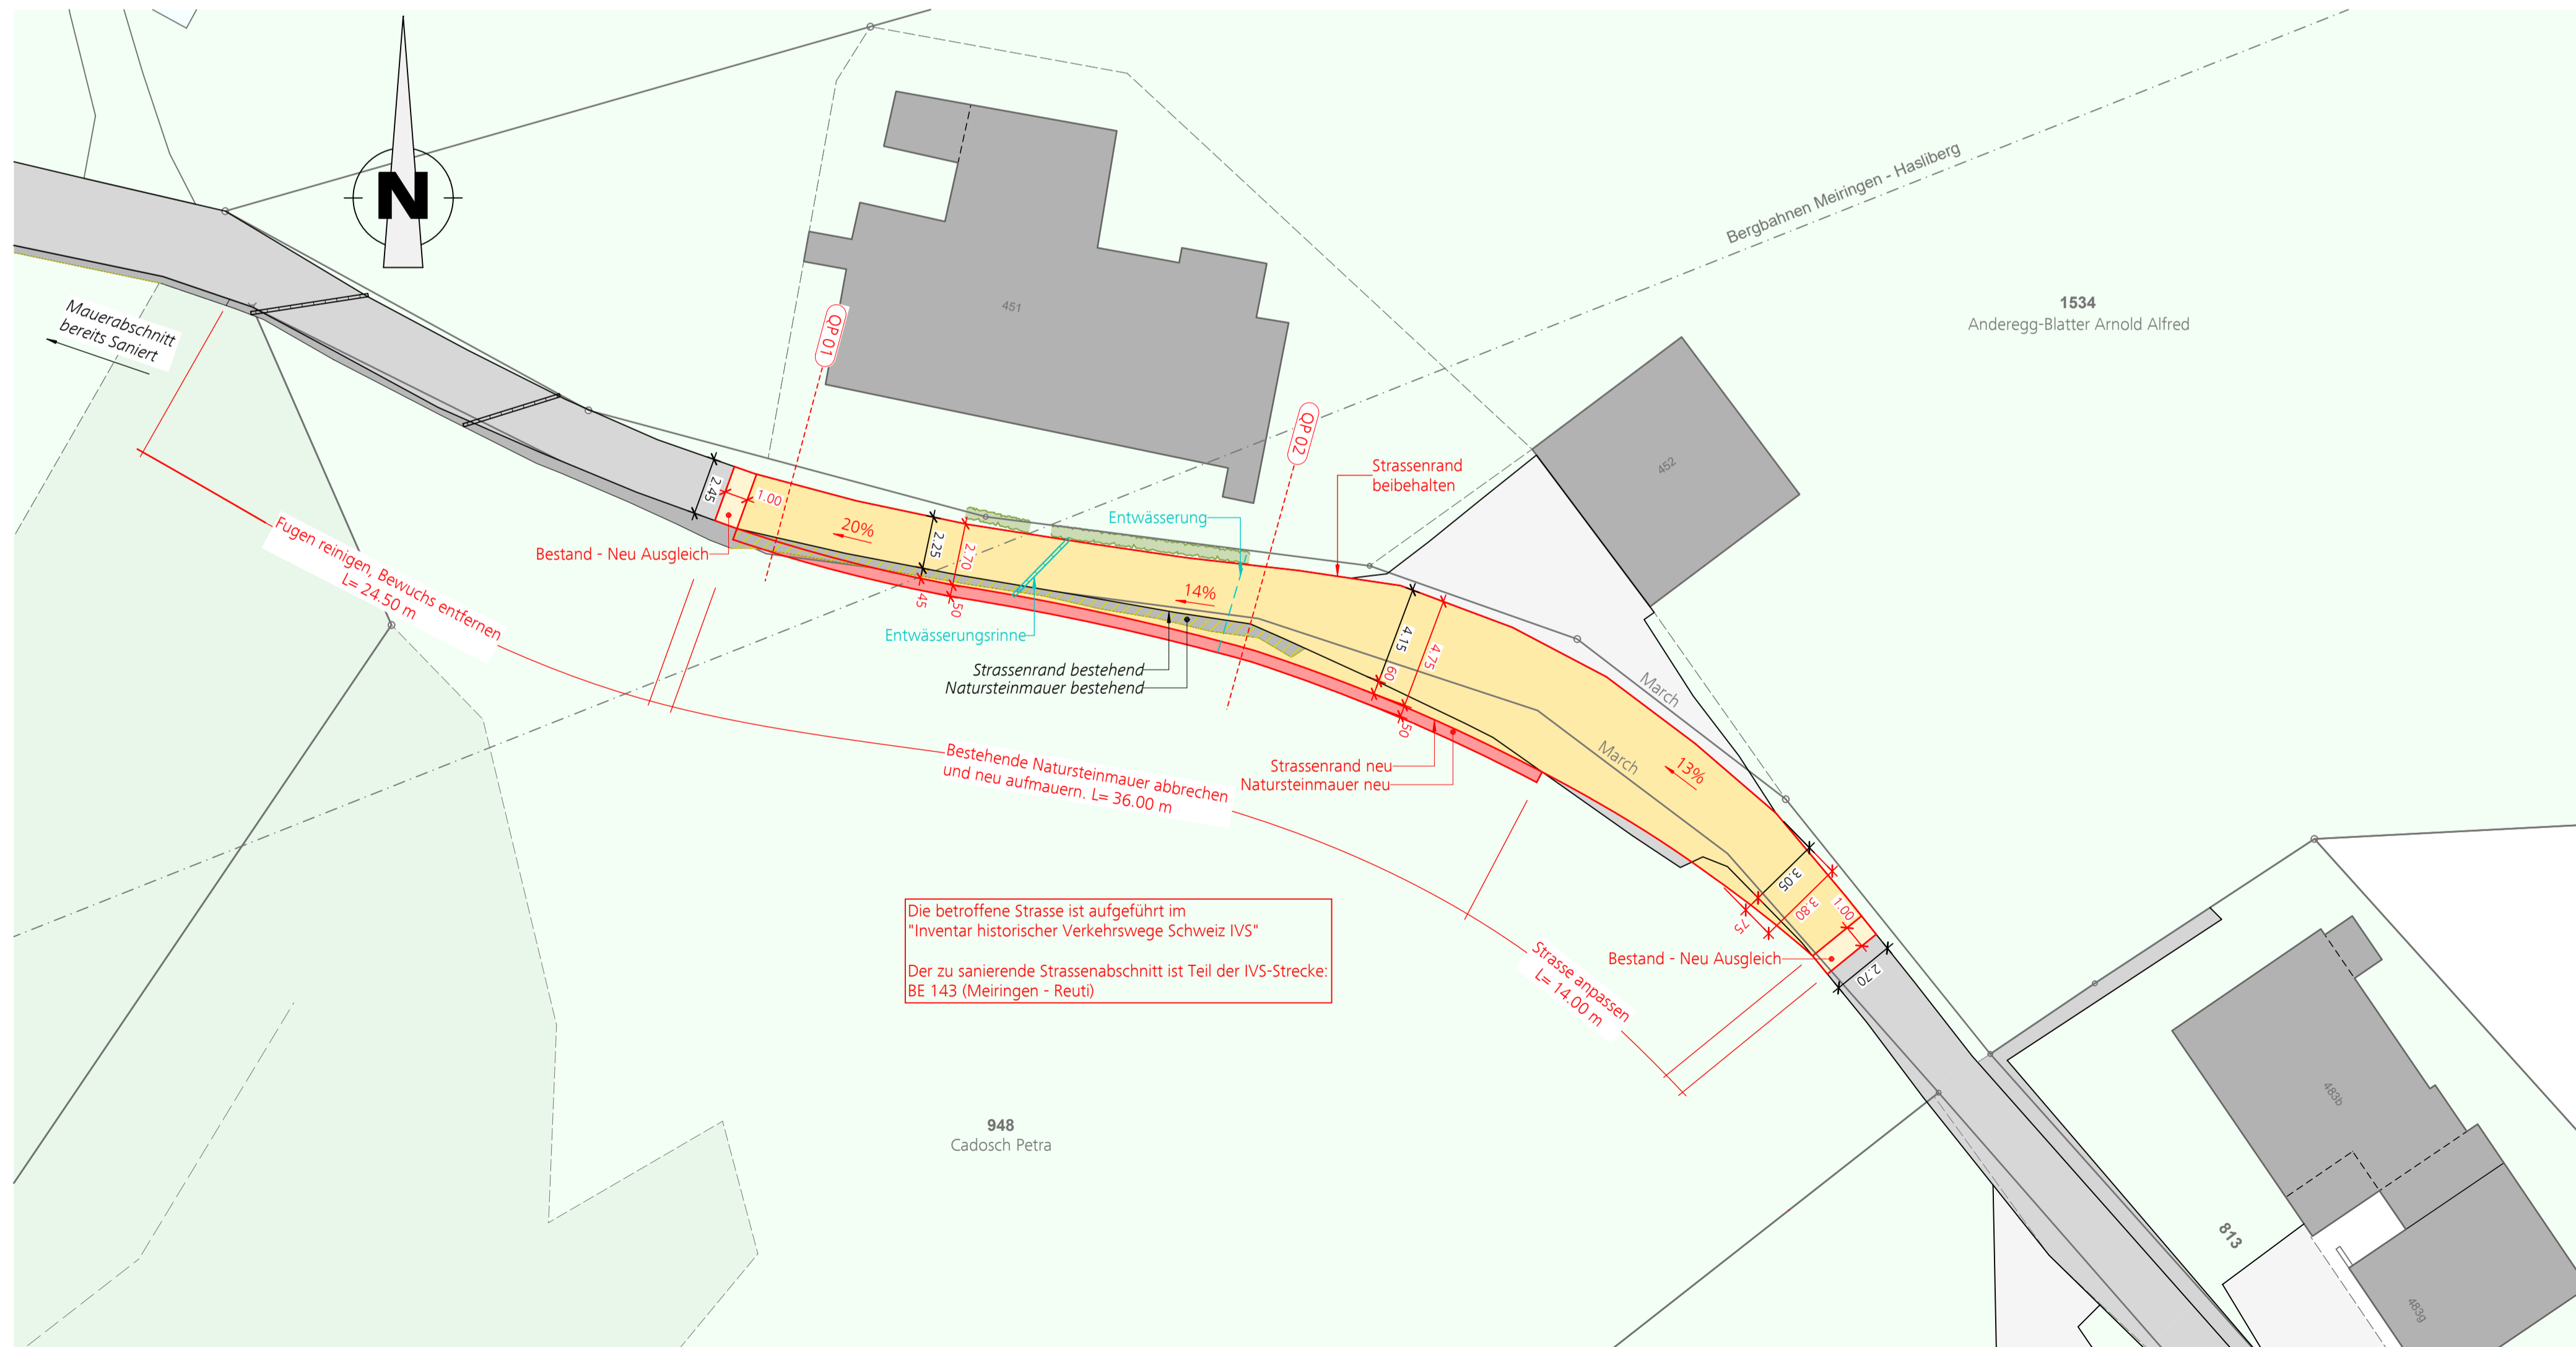 N
Mauerabschnitt
bereits Saniert
Bergbahnen Meiringen - Hasliberg
1534
Anderegg-Blatter Arnold Alfred
451
452
QP 01
QP 02
Strassenrand
beibehalten
2.45
1.00
20%
2.25
2.70
45
50
Entwässerung
Bestand - Neu Ausgleich
14%
Entwässerungsrinne
Strassenrand bestehend
Natursteinmauer bestehend
4.15
4.75
60
50
March
March
13%
Strassenrand neu
Natursteinmauer neu
Fugen reinigen, Bewuchs entfernen
L= 24.50 m
Bestehende Natursteinmauer abbrechen
und neu aufmauern. L= 36.00 m
Strasse anpassen
L= 14.00 m
3.05
3.80
75
1.00
Bestand - Neu Ausgleich
2.70
Die betroffene Strasse ist aufgeführt im
"Inventar historischer Verkehrswege Schweiz IVS"
Der zu sanierende Strassenabschnitt ist Teil der IVS-Strecke:
BE 143 (Meiringen - Reuti)
948
Cadosch Petra
483b
813
483g